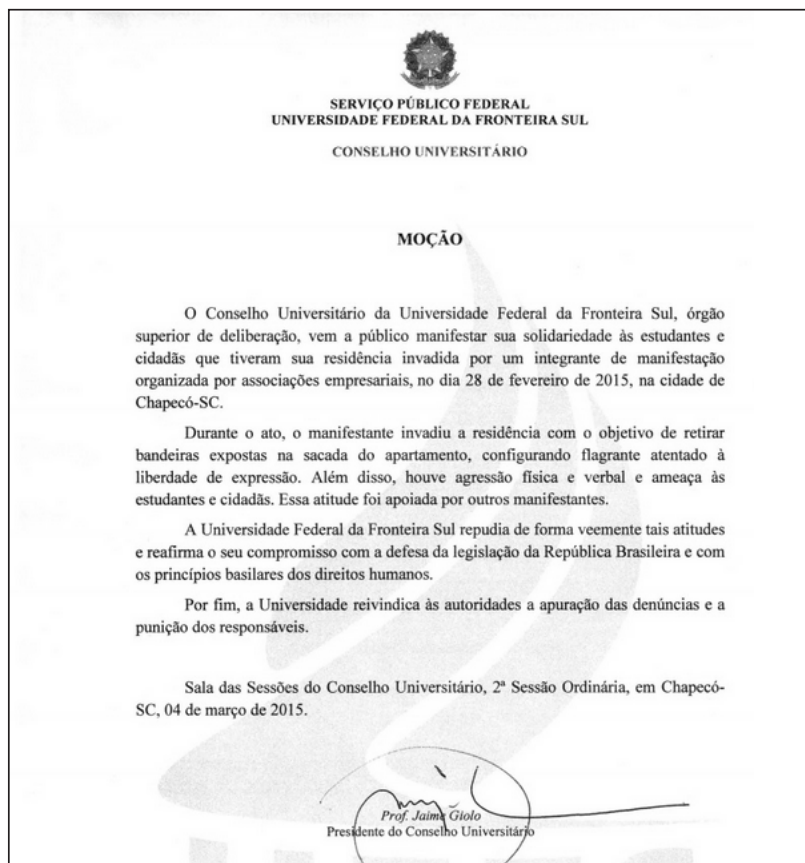 SERVIÇO PÚBLICO FEDERAL
UNIVERSIDADE FEDERAL DA FRONTEIRA SUL
CONSELHO UNIVERSITÁRIO
MOÇÃO
O Conselho Universitário da Universidade Federal da Fronteira Sul, órgão
superior de deliberação, vem a público manifestar sua solidariedade às estudantes e
cidadãs que tiveram sua residência invadida por um integrante de manifestação
organizada por associações empresariais, no dia 28 de fevereiro de 2015, na cidade de
Chapecó-SC.
Durante o ato, o manifestante invadiu a residência com o objetivo de retirar
bandeiras expostas na sacada do apartamento, configurando flagrante atentado à
liberdade de expressão. Além disso, houve agressão física e verbal e ameaça às
estudantes e cidadãs. Essa atitude foi apoiada por outros manifestantes.
A Universidade Federal da Fronteira Sul repudia de forma veemente tais atitudes
e reafirma o seu compromisso com a defesa da legislação da República Brasileira e com
os princípios basilares dos direitos humanos.
Por fim, a Universidade reivindica às autoridades a apuração das denúncias e a
punição dos responsáveis.
Sala das Sessões do Conselho Universitário, 2ª Sessão Ordinária, em Chapecó-
SC, 04 de março de 2015.
Prof. Jaime Giolo
Presidente do Conselho Universitário